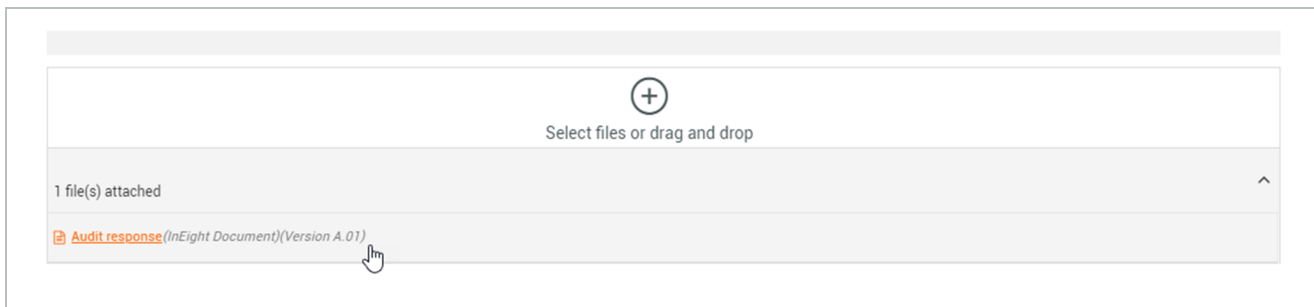 Select files or drag and drop
1 file(s) attached
Audit response(InEight Document)(Version A.01)